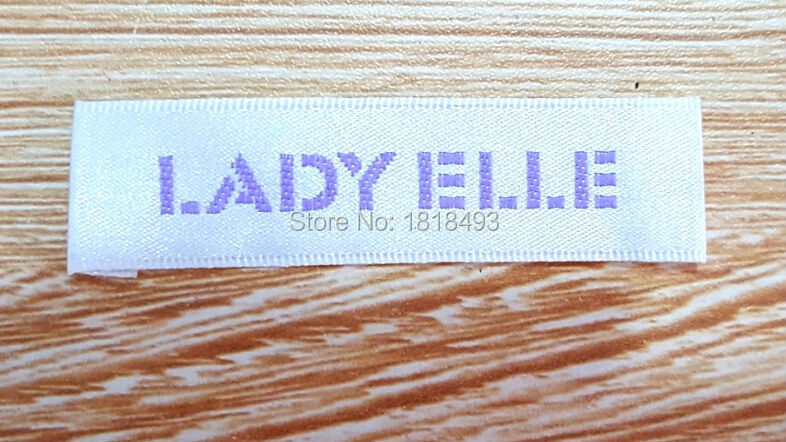 LADY ELLE
Store No: 1818493